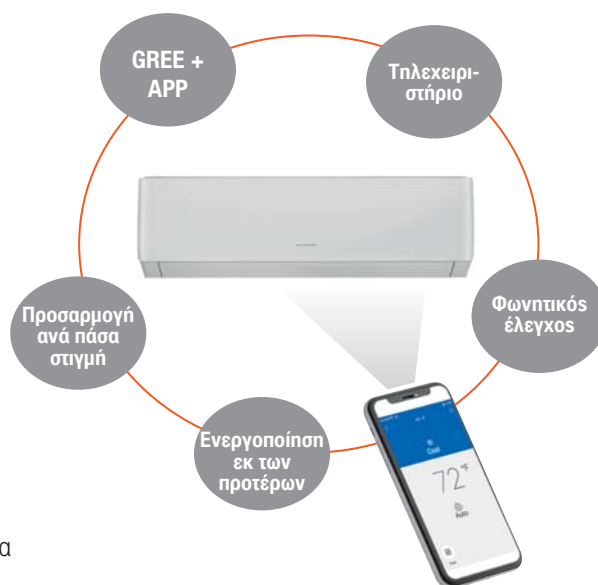 GREE +
APP
Τηλεχειρι-
στήριο
Φωνητικός
έλεγχος
Προσαρμογή
ανά πάσα
στιγμή
Ενεργοποίηση
εκ των
προτέρων
Cool
72°F
Auto
α